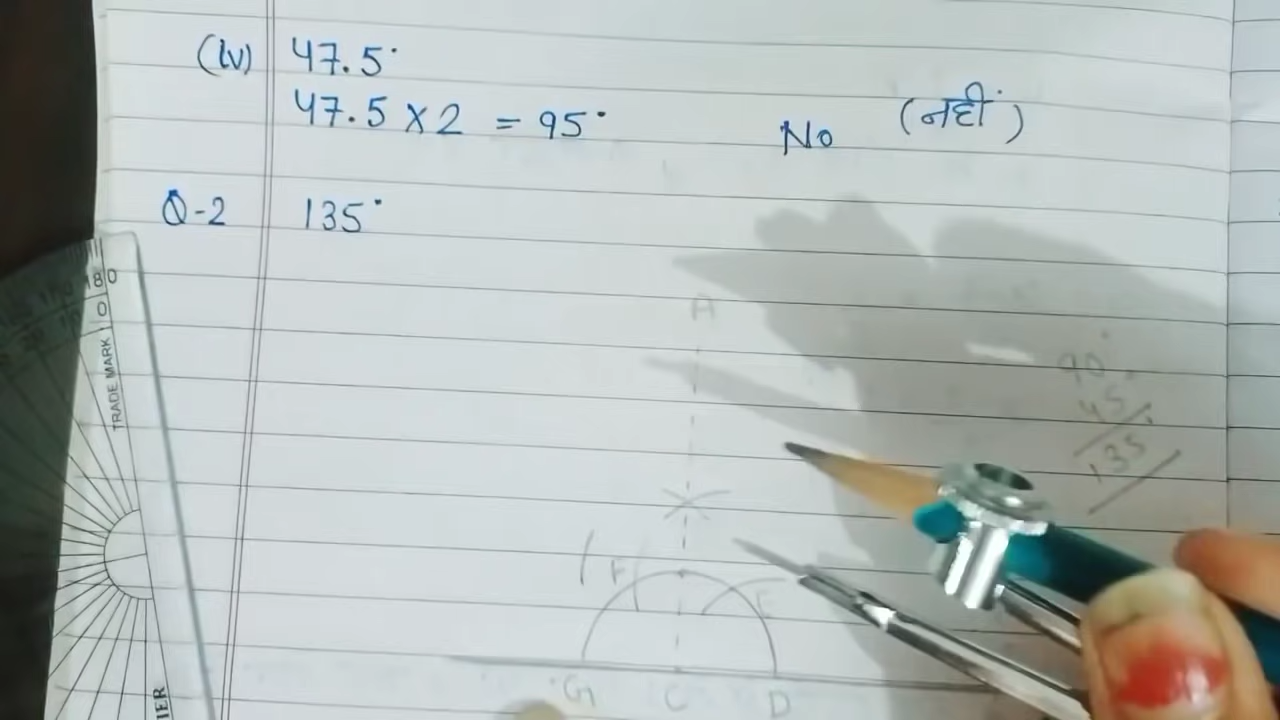 (iv) 47.5°
47.5 × 2 = 95° No (नहीं)
Q-2 135°
A
90°
45
135
F
E
G C D
TRADE MARK